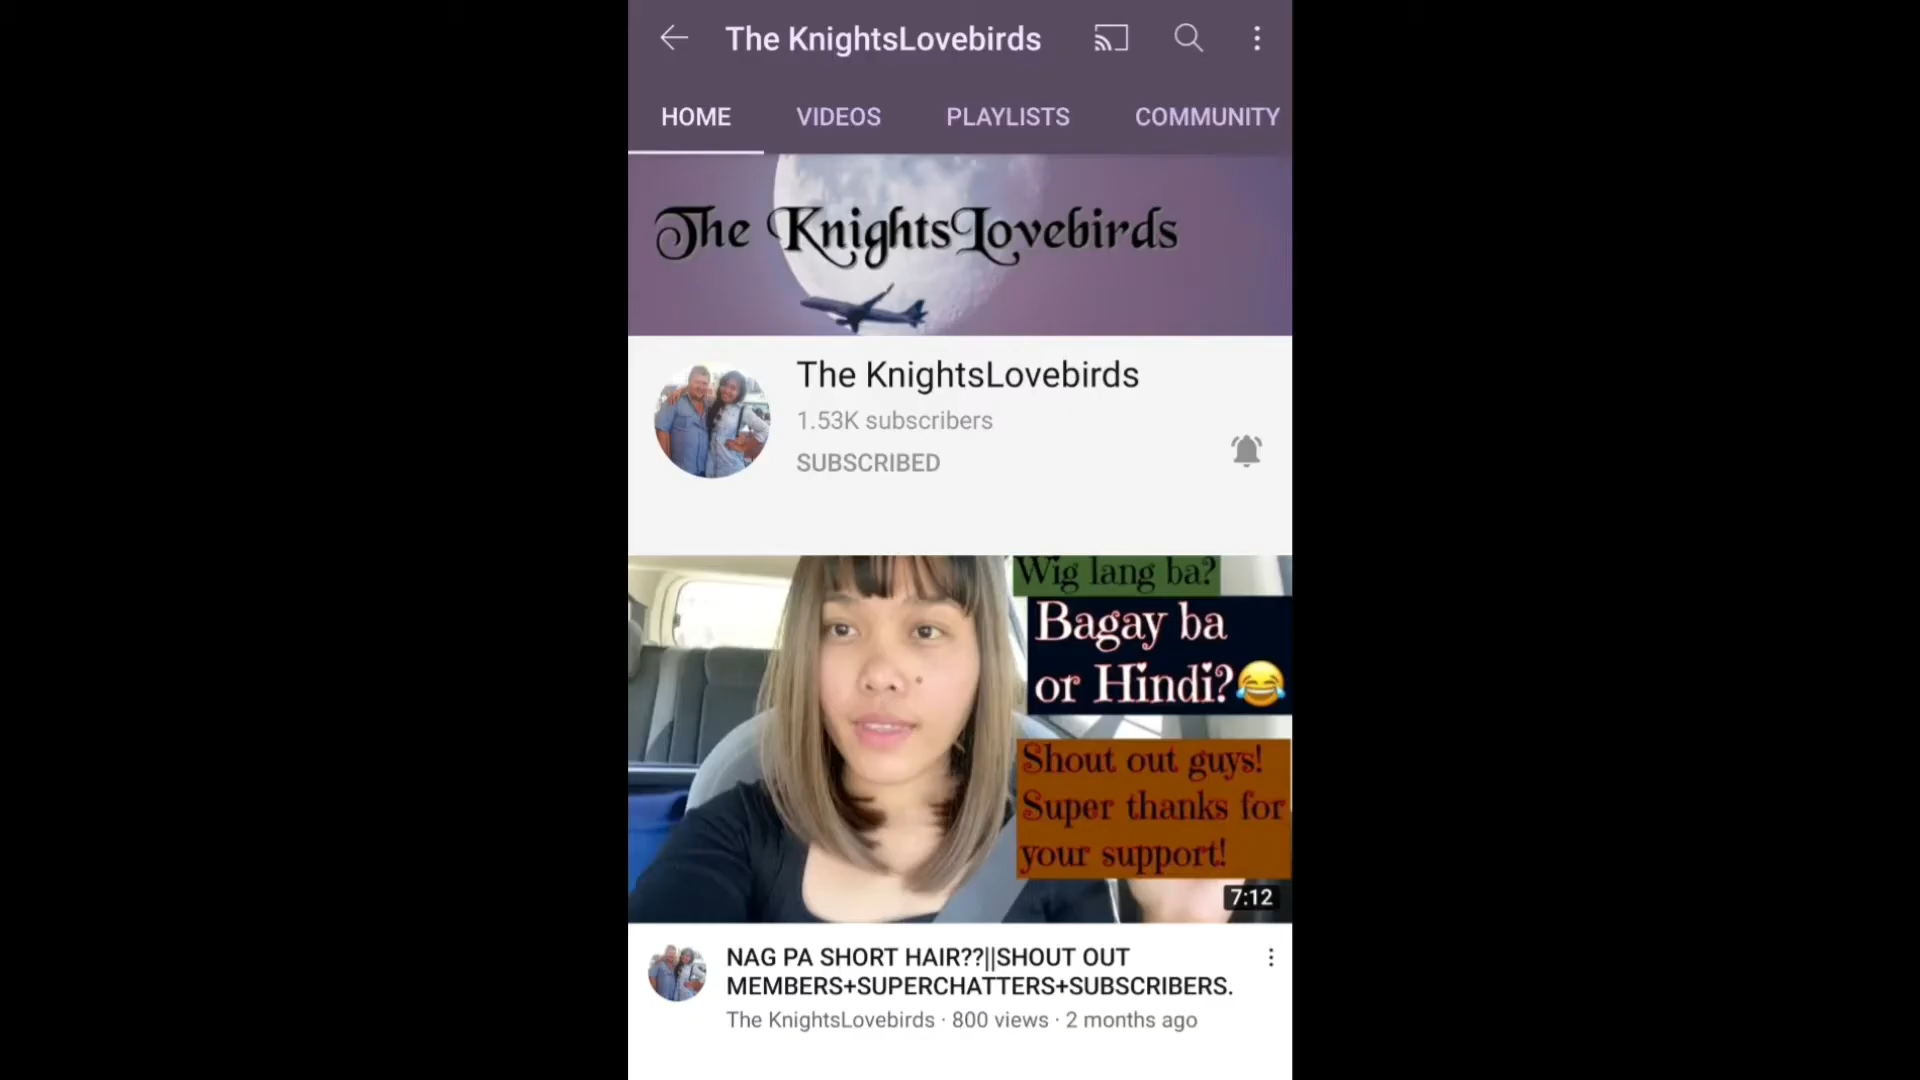 The KnightsLovebirds
HOME VIDEOS PLAYLISTS COMMUNITY
The KnightsLovebirds
The KnightsLovebirds
1.53K subscribers
SUBSCRIBED
Wig lang ba?
Bagay ba
or Hindi?😂
Shout out guys!
Super thanks for
your support!
7:12
NAG PA SHORT HAIR??||SHOUT OUT
MEMBERS+SUPERCHATTERS+SUBSCRIBERS.
The KnightsLovebirds · 800 views · 2 months ago